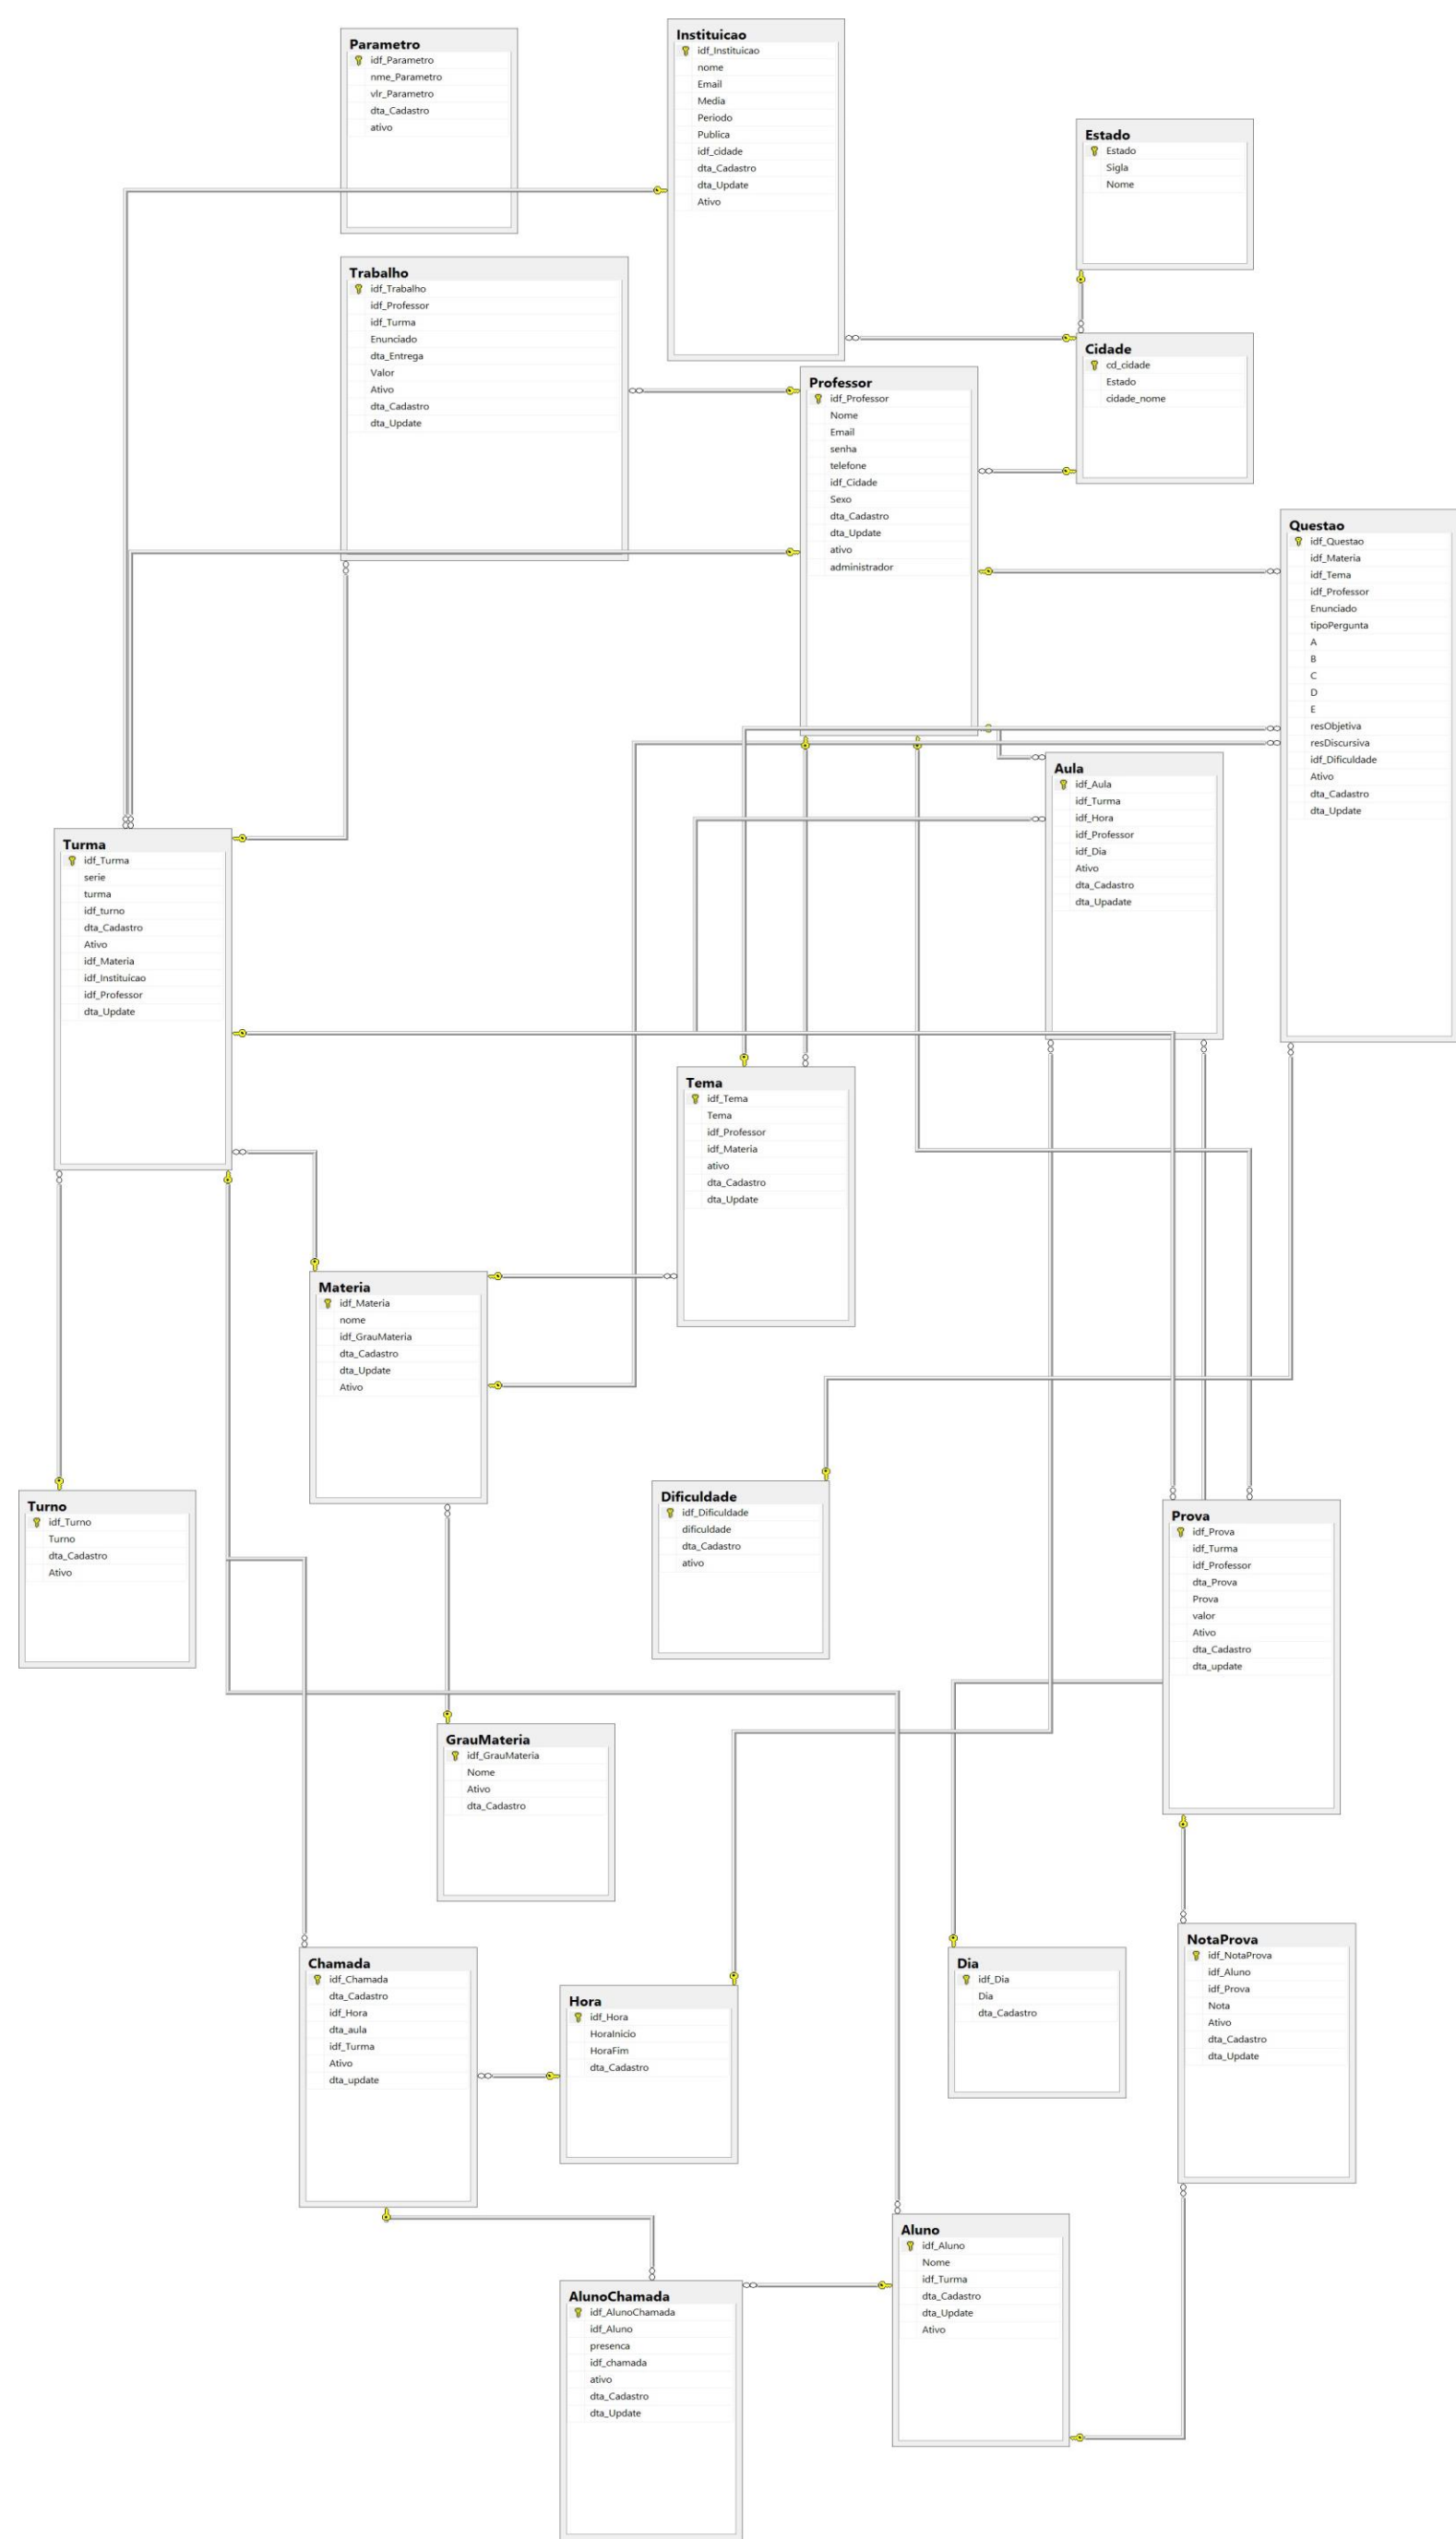 Parametro
idf_Parametro
nme_Parametro
vlr_Parametro
dta_Cadastro
ativo
Instituicao
idf_Instituicao
nome
Email
Media
Periodo
Publica
idf_cidade
dta_Cadastro
dta_Update
Ativo
Estado
Estado
Sigla
Nome
Trabalho
idf_Trabalho
idf_Professor
idf_Turma
Enunciado
dta_Entrega
Valor
Ativo
dta_Cadastro
dta_Update
Cidade
cd_cidade
Estado
cidade_nome
Professor
idf_Professor
Nome
Email
senha
telefone
idf_Cidade
Sexo
dta_Cadastro
dta_Update
ativo
administrador
Questao
idf_Questao
idf_Materia
idf_Tema
idf_Professor
Enunciado
tipoPergunta
A
B
C
D
E
resObjetiva
resDiscursiva
idf_Dificuldade
Ativo
dta_Cadastro
dta_Update
Aula
idf_Aula
idf_Turma
idf_Hora
idf_Professor
idf_Dia
Ativo
dta_Cadastro
dta_Upadate
Turma
idf_Turma
serie
turma
idf_turno
dta_Cadastro
Ativo
idf_Materia
idf_Instituicao
idf_Professor
dta_Update
Tema
idf_Tema
Tema
idf_Professor
idf_Materia
ativo
dta_Cadastro
dta_Update
Materia
idf_Materia
nome
idf_GrauMateria
dta_Cadastro
dta_Update
Ativo
Turno
idf_Turno
Turno
dta_Cadastro
Ativo
Dificuldade
idf_Dificuldade
dificuldade
dta_Cadastro
ativo
Prova
idf_Prova
idf_Turma
idf_Professor
dta_Prova
Prova
valor
Ativo
dta_Cadastro
dta_update
GrauMateria
idf_GrauMateria
Nome
Ativo
dta_Cadastro
Chamada
idf_Chamada
dta_Cadastro
idf_Hora
dta_aula
idf_Turma
Ativo
dta_update
Hora
idf_Hora
HoraInicio
HoraFim
dta_Cadastro
Dia
idf_Dia
Dia
dta_Cadastro
NotaProva
idf_NotaProva
idf_Aluno
idf_Prova
Nota
Ativo
dta_Cadastro
dta_Update
Aluno
idf_Aluno
Nome
idf_Turma
dta_Cadastro
dta_Update
Ativo
AlunoChamada
idf_AlunoChamada
idf_Aluno
presenca
idf_chamada
ativo
dta_Cadastro
dta_Update